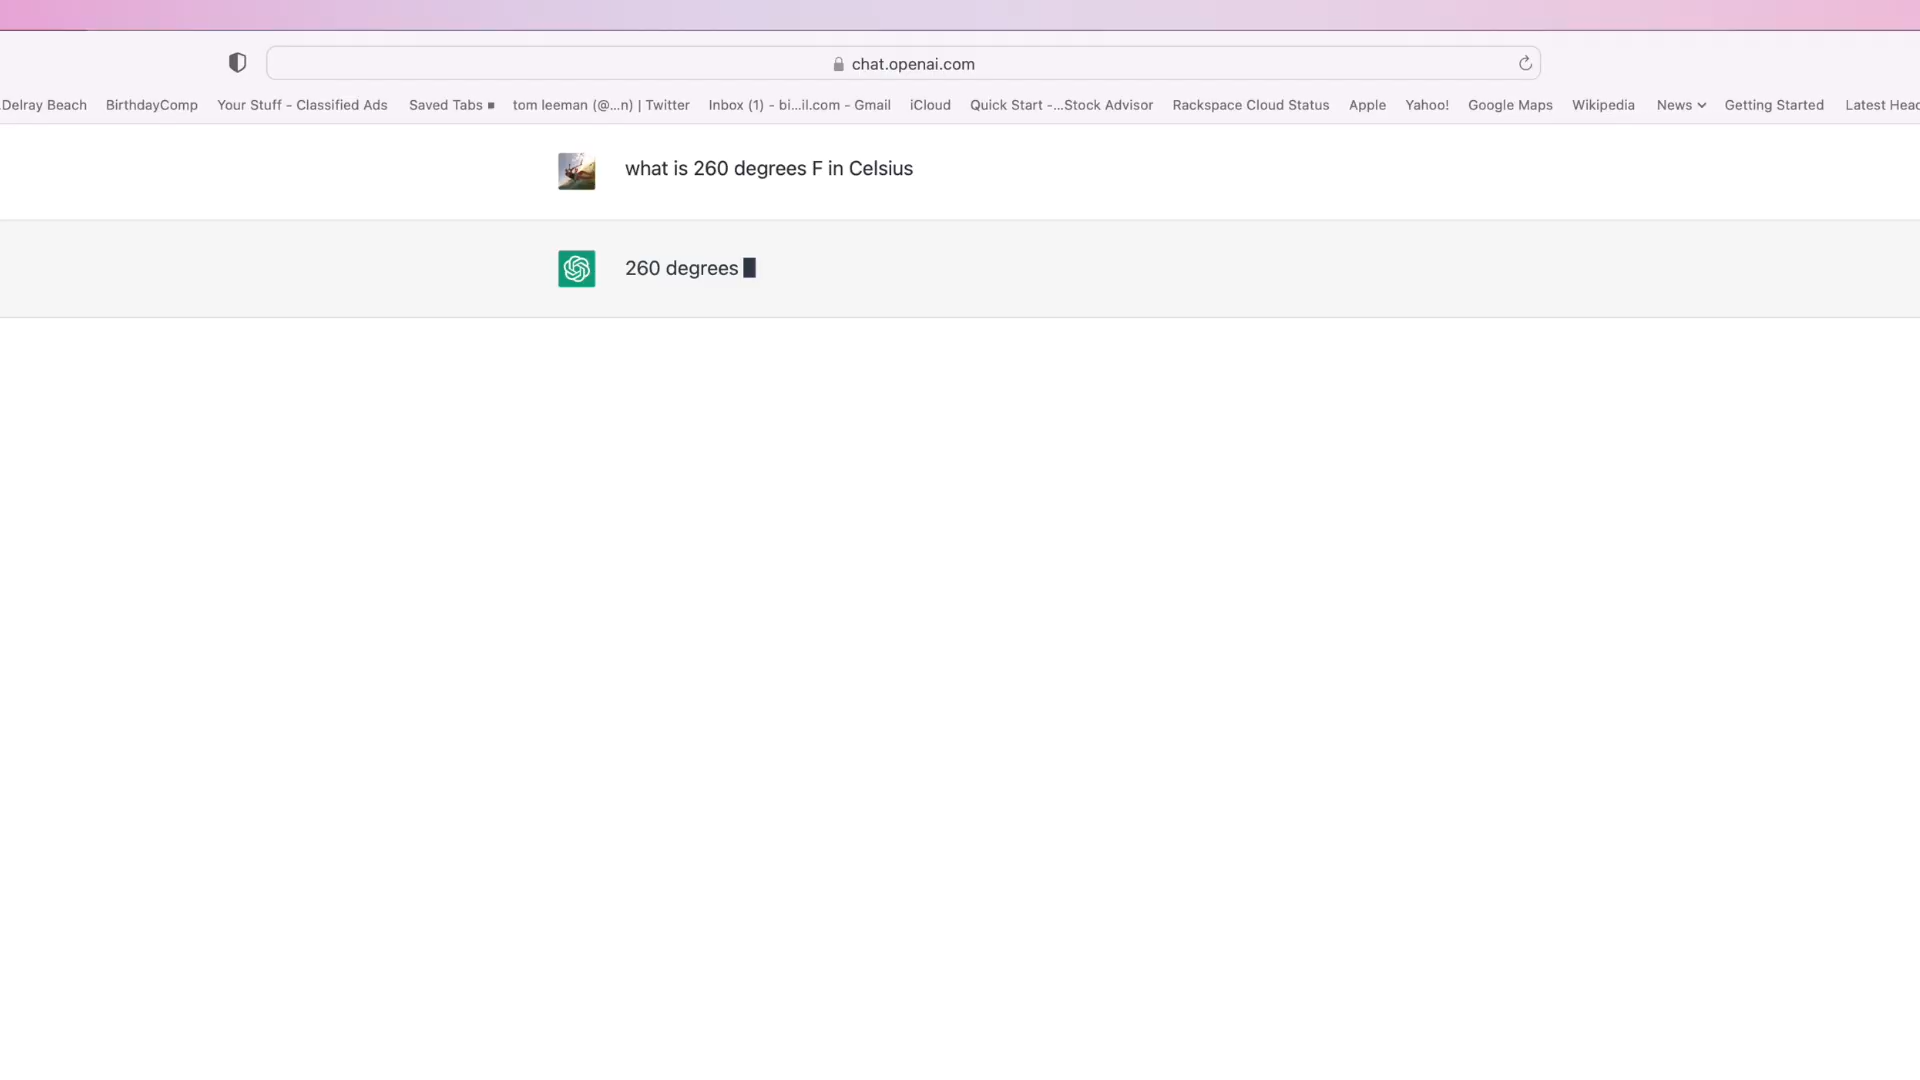 chat.openai.com
Delray Beach BirthdayComp Your Stuff - Classified Ads Saved Tabs tom leeman (@...n) | Twitter Inbox (1) - bi...il.com - Gmail iCloud Quick Start -...Stock Advisor Rackspace Cloud Status Apple Yahoo! Google Maps Wikipedia News Getting Started Latest Heac
what is 260 degrees F in Celsius
260 degrees